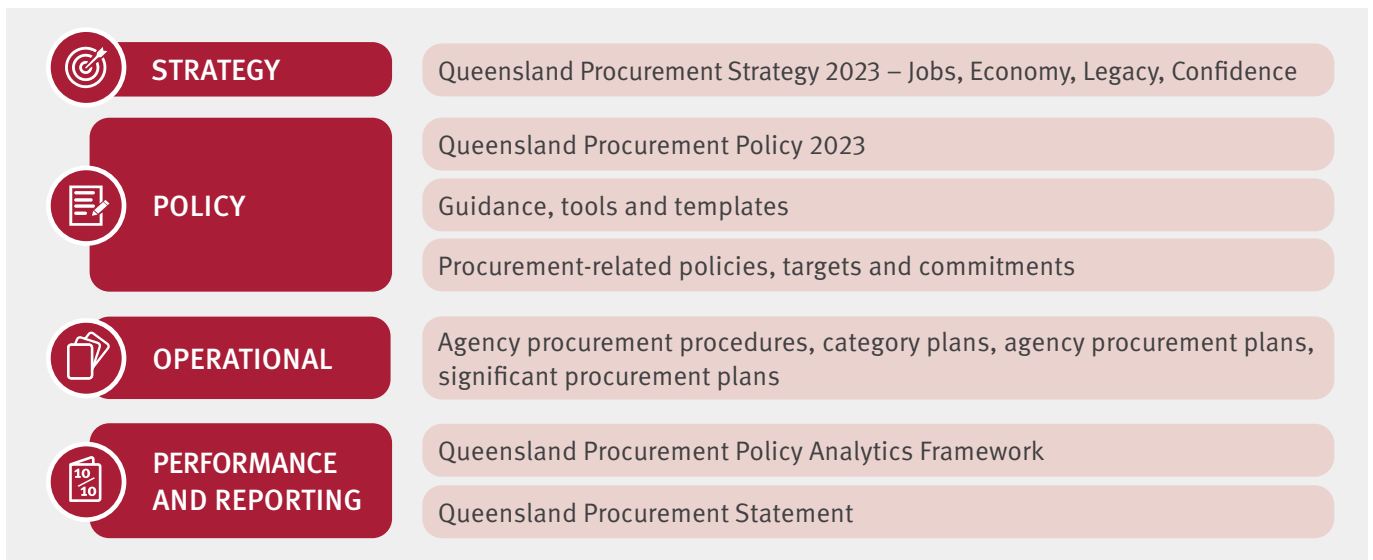 STRATEGY
Queensland Procurement Strategy 2023 – Jobs, Economy, Legacy, Confidence
POLICY
Queensland Procurement Policy 2023
Guidance, tools and templates
Procurement-related policies, targets and commitments
OPERATIONAL
Agency procurement procedures, category plans, agency procurement plans,
significant procurement plans
10
10
PERFORMANCE
AND REPORTING
Queensland Procurement Policy Analytics Framework
Queensland Procurement Statement